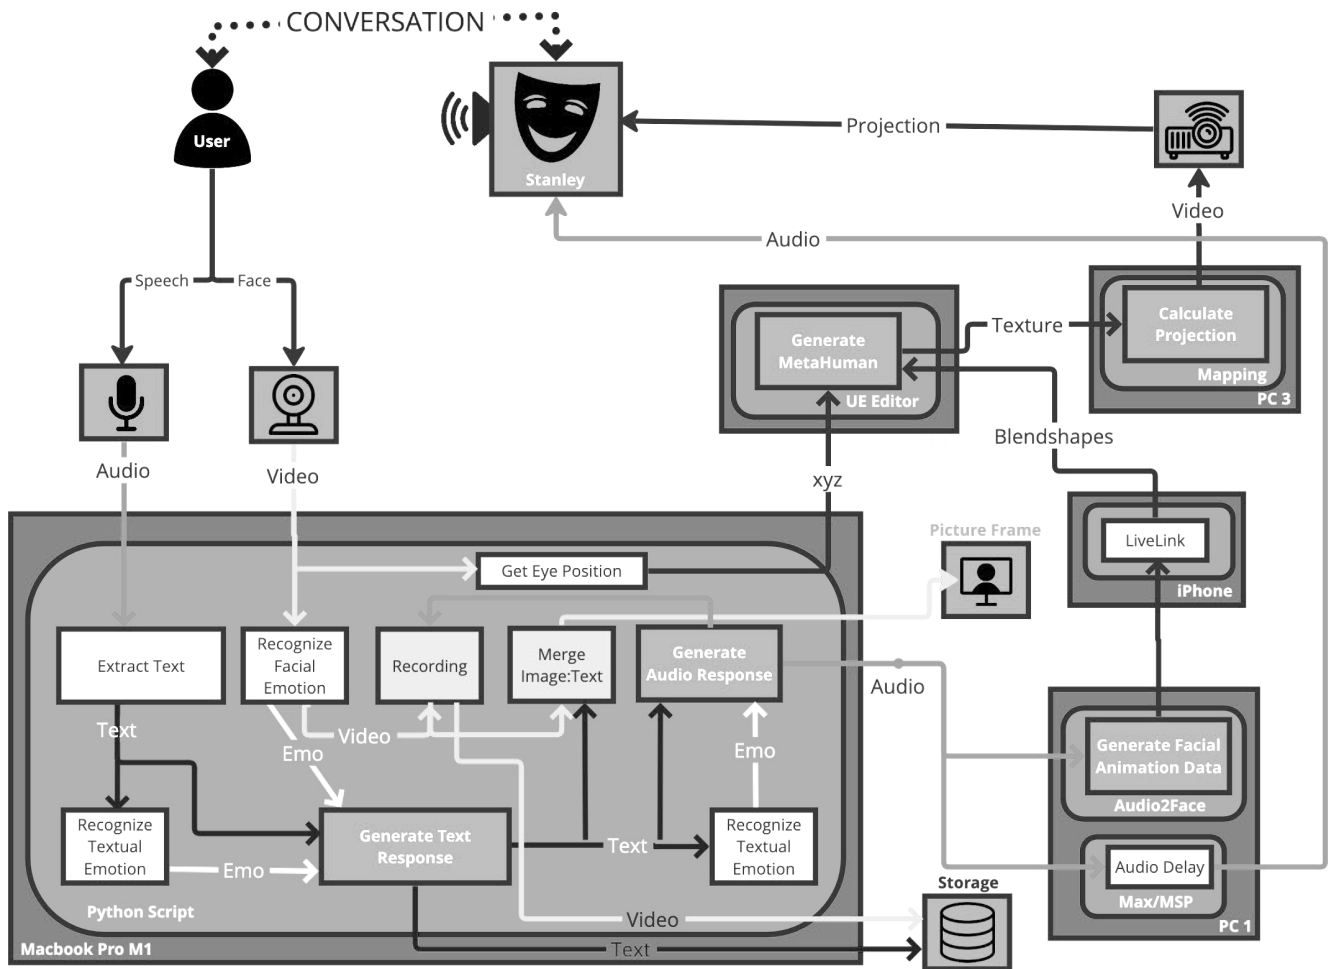 CONVERSATION
User
Stanley
Projection
Video
Audio
Speech
Face
Generate
MetaHuman
UE Editor
Texture
Calculate
Projection
Mapping
PC 3
Blendshapes
Audio
Video
xyz
LiveLink
iPhone
Picture Frame
Get Eye Position
Extract Text
Recognize
Facial
Emotion
Recording
Merge
Image:Text
Generate
Audio Response
Audio
Text
Emo
Video
Emo
Generate Facial
Animation Data
Audio2Face
Recognize
Textual
Emotion
Emo
Generate Text
Response
Text
Recognize
Textual
Emotion
Audio Delay
Max/MSP
PC 1
Python Script
Macbook Pro M1
Storage
Video
Text